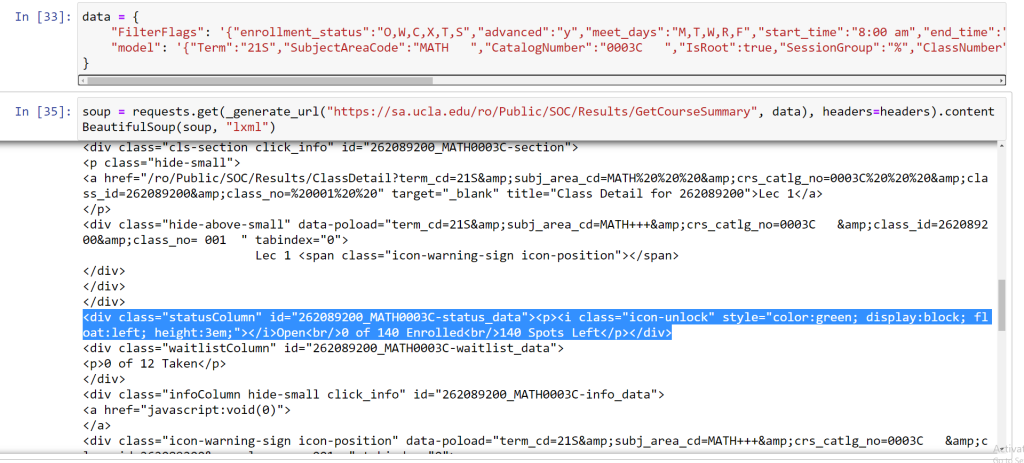 In [33]: data = {
"FilterFlags": '{"enrollment_status":"O,W,C,X,T,S","advanced":"y","meet_days":"M,T,W,R,F","start_time":"8:00 am","end_time":'
"model": '{"Term":"21S","SubjectAreaCode":"MATH   ","CatalogNumber":"0003C   ","IsRoot":true,"SessionGroup":"%","ClassNumber'
}
In [35]: soup = requests.get(_generate_url("https://sa.ucla.edu/ro/Public/SOC/Results/GetCourseSummary", data), headers=headers).content
BeautifulSoup(soup, "lxml")
<div class="cls-section click_info" id="262089200_MATH0003C-section">
<p class="hide-small">
<a href="/ro/Public/SOC/Results/ClassDetail?term_cd=21S&amp;subj_area_cd=MATH%20%20%20&amp;crs_catlg_no=0003C%20%20%20&amp;cla
ss_id=262089200&amp;class_no=%20001%20%20" target="_blank" title="Class Detail for 262089200">Lec 1</a>
</p>
<div class="hide-above-small" data-poload="term_cd=21S&amp;subj_area_cd=MATH+++&amp;crs_catlg_no=0003C   &amp;class_id=2620892
00&amp;class_no= 001  " tabindex="0">
Lec 1 <span class="icon-warning-sign icon-position"></span>
</div>
</div>
</div>
<div class="statusColumn" id="262089200_MATH0003C-status_data"><p><i class="icon-unlock" style="color:green; display:block; fl
oat:left; height:3em;"></i>Open<br/>0 of 140 Enrolled<br/>140 Spots Left</p></div>
<div class="waitlistColumn" id="262089200_MATH0003C-waitlist_data">
<p>0 of 12 Taken</p>
</div>
<div class="infoColumn hide-small click_info" id="262089200_MATH0003C-info_data">
<a href="javascript:void(0)">
</a>
<div class="icon-warning-sign icon-position" data-poload="term_cd=21S&amp;subj_area_cd=MATH+++&amp;crs_catlg_no=0003C   &amp;c